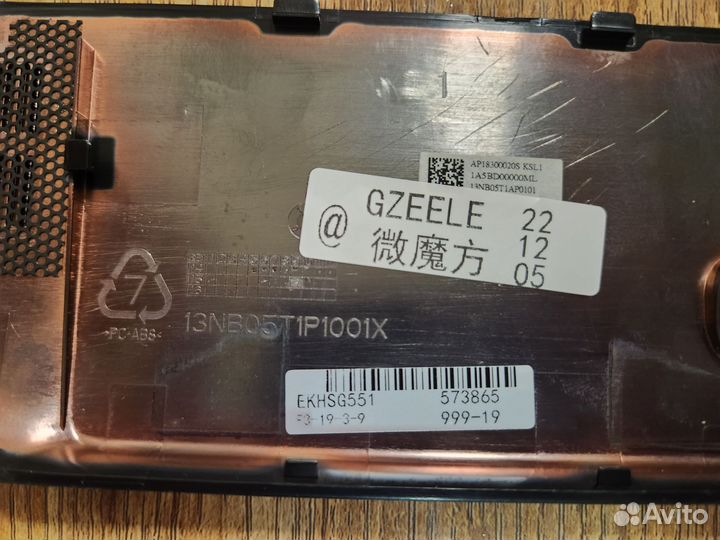 AP18300020S KSL1
1A5BD00000ML
13NB05T1AP0101
@ GZEELE 22
微魔方 12
05
7
>PC-ABS<
13NB05T1P1001X
EKHSG551 573865
F3-19-3-9 999-19
Avito